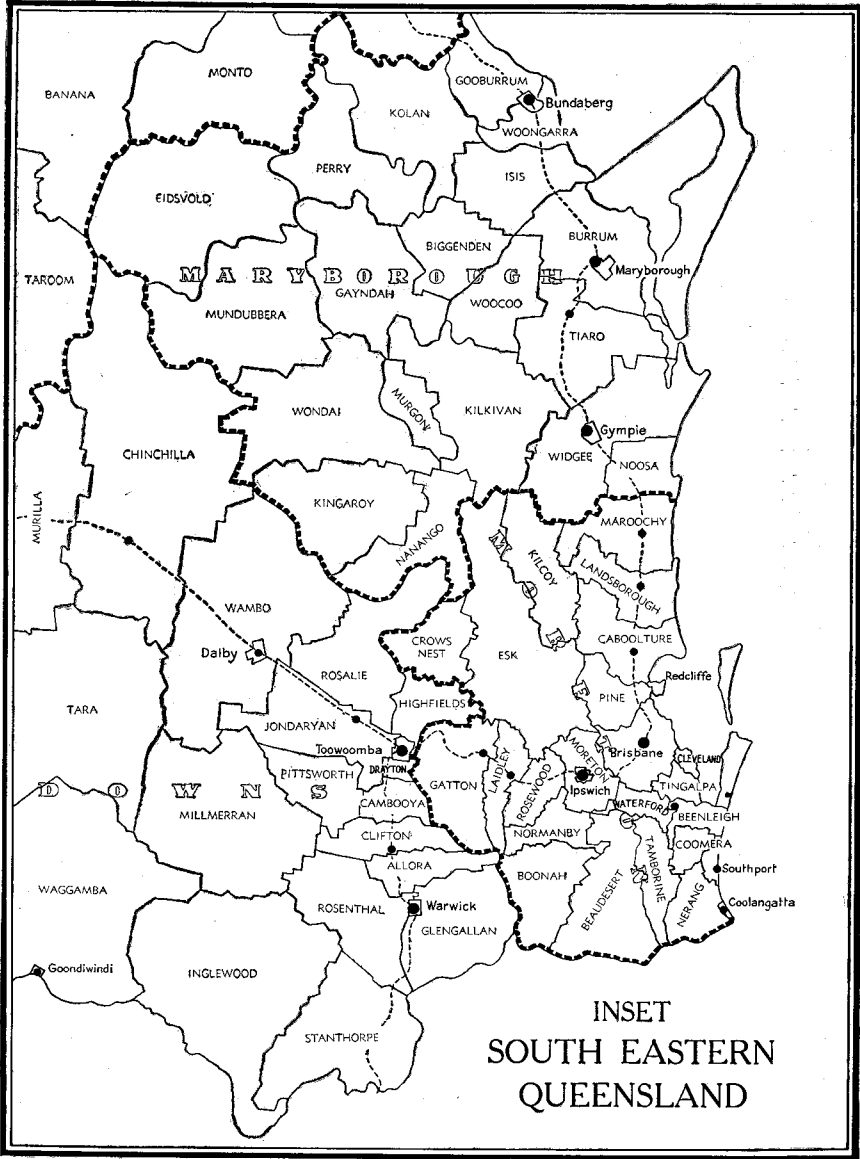 MONTO
BANANA
GOOBURRUM
Bundaberg
KOLAN
WOONGARRA
PERRY
ISIS
EIDSVOLD
BURRUM
BIGGENDEN
Maryborough
TAROOM
MARYBOROUGH
GAYNDAH
WOOCOO
MUNDUBBERA
TIARO
WONDAI
MURGON
KILKIVAN
Gympie
CHINCHILLA
WIDGEE
NOOSA
MURILLA
KINGAROY
NANANGO
MAROOCHY
KILCOY
LANDSBOROUGH
WAMBO
CROWS
NEST
ESK
CABOOLTURE
Dalby
ROSALIE
Redcliffe
PINE
TARA
HIGHFIELDS
JONDARYAN
Toowoomba
DRAYTON
LAIDLEY
MORETON
Brisbane
CLEVELAND
PITTSWORTH
GATTON
ROSEWOOD
Ipswich
TINGALPA
DOWNS
CAMBOOYA
WATERFORD
BEENLEIGH
MILLMERRAN
CLIFTON
NORMANBY
COOMERA
ALLORA
TAMBORINE
MORETON
Southport
WAGGAMBA
BOONAH
BEAUDESERT
NERANG
Coolangatta
ROSENTHAL
Warwick
GLENGALLAN
Goondiwindi
INGLEWOOD
STANTHORPE
INSET
SOUTH EASTERN
QUEENSLAND